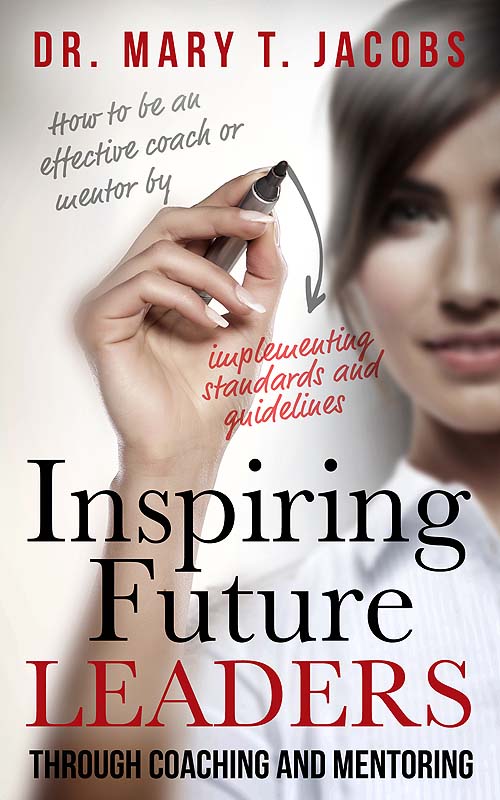 DR. MARY T. JACOBS
How to be an
effective coach or
mentor by
implementing
standards and
guidelines
Inspiring
Future
LEADERS
THROUGH COACHING AND MENTORING